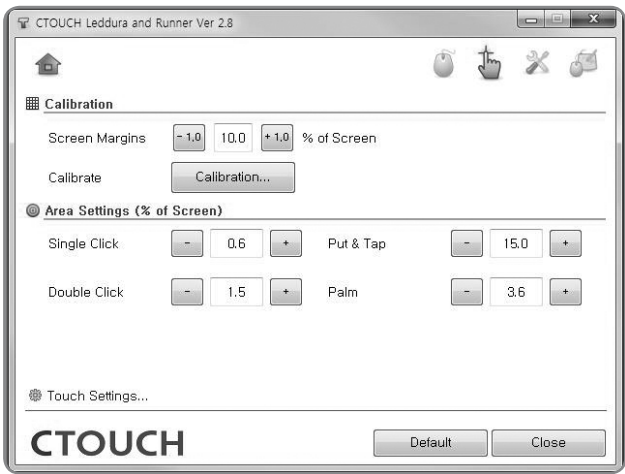 CTOUCH Leddura and Runner Ver 2.8
Calibration
Screen Margins - 1,0 10.0 + 1,0 % of Screen
Calibrate Calibration...
Area Settings (% of Screen)
Single Click - 0.6 + Put & Tap - 15.0 +
Double Click - 1.5 + Palm - 3.6 +
Touch Settings...
CTOUCH Default Close